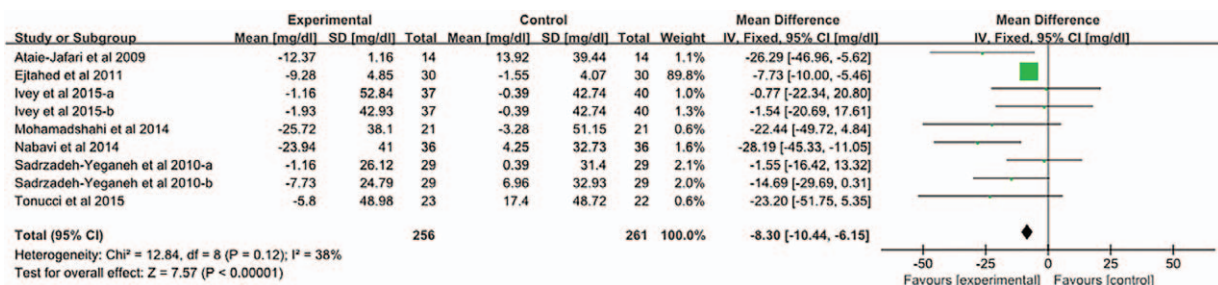 Experimental Control Mean Difference Mean Difference
Study or Subgroup Mean [mg/dl] SD [mg/dl] Total Mean [mg/dl] SD [mg/dl] Total Weight IV, Fixed, 95% CI [mg/dl] IV, Fixed, 95% CI [mg/dl]
Ataie-Jafari et al 2009 -12.37 1.16 14 13.92 39.44 14 1.1% -26.29 [-46.96, -5.62]
Ejtahed et al 2011 -9.28 4.85 30 -1.55 4.07 30 89.8% -7.73 [-10.00, -5.46]
Ivey et al 2015-a -1.16 52.84 37 -0.39 42.74 40 1.0% -0.77 [-22.34, 20.80]
Ivey et al 2015-b -1.93 42.93 37 -0.39 42.74 40 1.3% -1.54 [-20.69, 17.61]
Mohamadshahi et al 2014 -25.72 38.1 21 -3.28 51.15 21 0.6% -22.44 [-49.72, 4.84]
Nabavi et al 2014 -23.94 41 36 4.25 32.73 36 1.6% -28.19 [-45.33, -11.05]
Sadrzadeh-Yeganeh et al 2010-a -1.16 26.12 29 0.39 31.4 29 2.1% -1.55 [-16.42, 13.32]
Sadrzadeh-Yeganeh et al 2010-b -7.73 24.79 29 6.96 32.93 29 2.0% -14.69 [-29.69, 0.31]
Tonucci et al 2015 -5.8 48.98 23 17.4 48.72 22 0.6% -23.20 [-51.75, 5.35]
Total (95% CI) 256 261 100.0% -8.30 [-10.44, -6.15]
Heterogeneity: Chi² = 12.84, df = 8 (P = 0.12); I² = 38%
Test for overall effect: Z = 7.57 (P < 0.00001)
-50 -25 0 25 50
Favours [experimental] Favours [control]